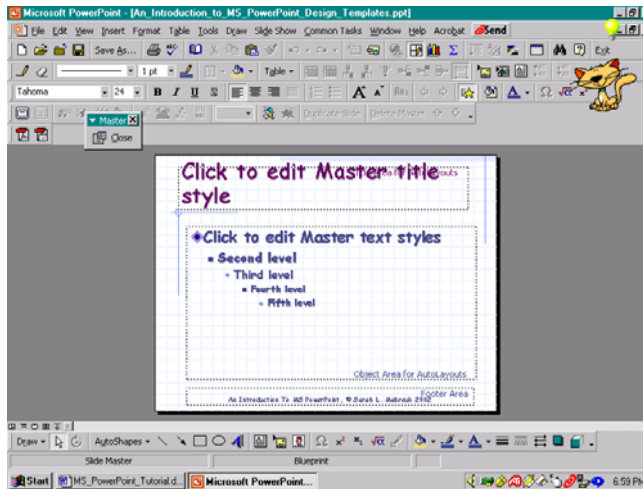 Microsoft PowerPoint - [An_Introduction_to_MS_PowerPoint_Design_Templates.ppt]
File Edit View Insert Format Table Tools Draw Slide Show Common Tasks Window Help Acrobat Send
Save As... Σ Exit
1 pt Table
Tahoma 24 B I U S A A A Ω
Duplicate Slide Delete Master
Master
Close
Click to edit Master title
style
Click to edit Master text styles
Second level
Third level
Fourth level
Fifth level
Object Area for AutoLayouts
Footer Area
An Introduction To MS PowerPoint, © Sarah L.
Draw AutoShapes A Ω x² x₂ A
Slide Master Blueprint
Start MS_PowerPoint_Tutorial.d... Microsoft PowerPoint... 6:59 PM